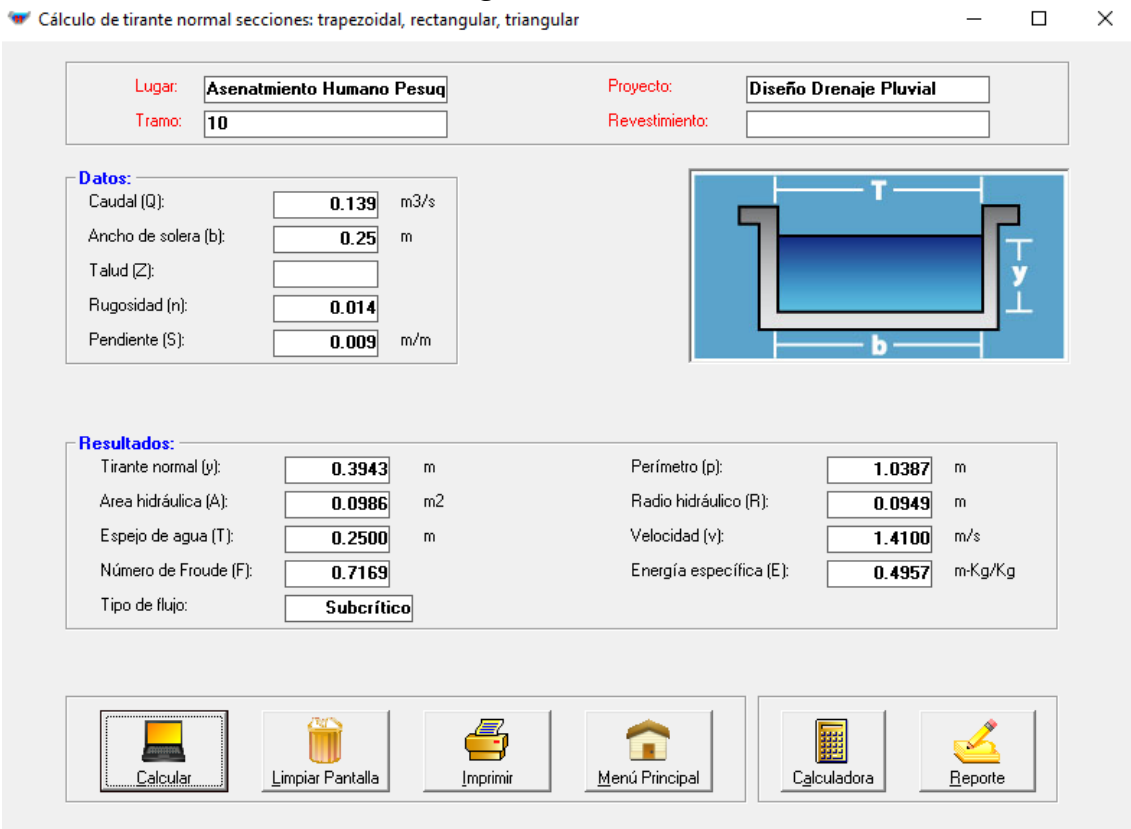 Cálculo de tirante normal secciones: trapezoidal, rectangular, triangular
Lugar: Asenatmiento Humano Pesuq Proyecto: Diseño Drenaje Pluvial
Tramo: 10 Revestimiento:
Datos:
Caudal (Q): 0.139 m3/s
Ancho de solera (b): 0.25 m
Talud (Z):
Rugosidad (n): 0.014
Pendiente (S): 0.009 m/m
T
y
b
Resultados:
Tirante normal (y): 0.3943 m Perímetro (p): 1.0387 m
Area hidráulica (A): 0.0986 m2 Radio hidráulico (R): 0.0949 m
Espejo de agua (T): 0.2500 m Velocidad (v): 1.4100 m/s
Número de Froude (F): 0.7169 Energía específica (E): 0.4957 m-Kg/Kg
Tipo de flujo: Subcrítico
Calcular Limpiar Pantalla Imprimir Menú Principal Calculadora Reporte